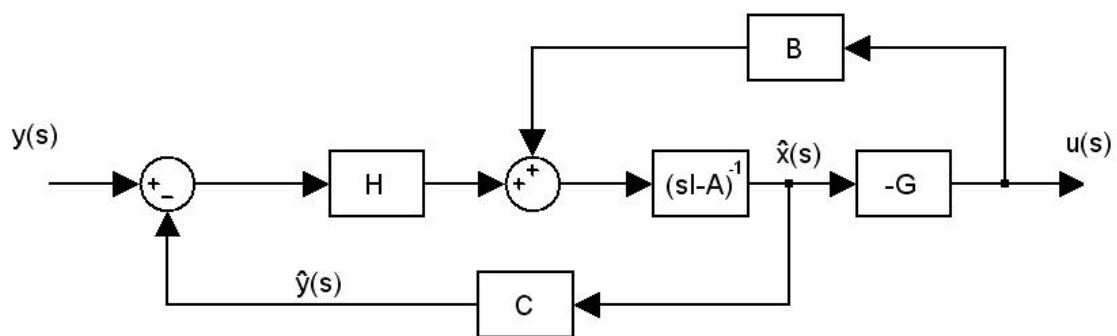 B
y(s)
x̂(s)
u(s)
+
−
H
+
+
(sI-A)⁻¹
-G
ŷ(s)
C